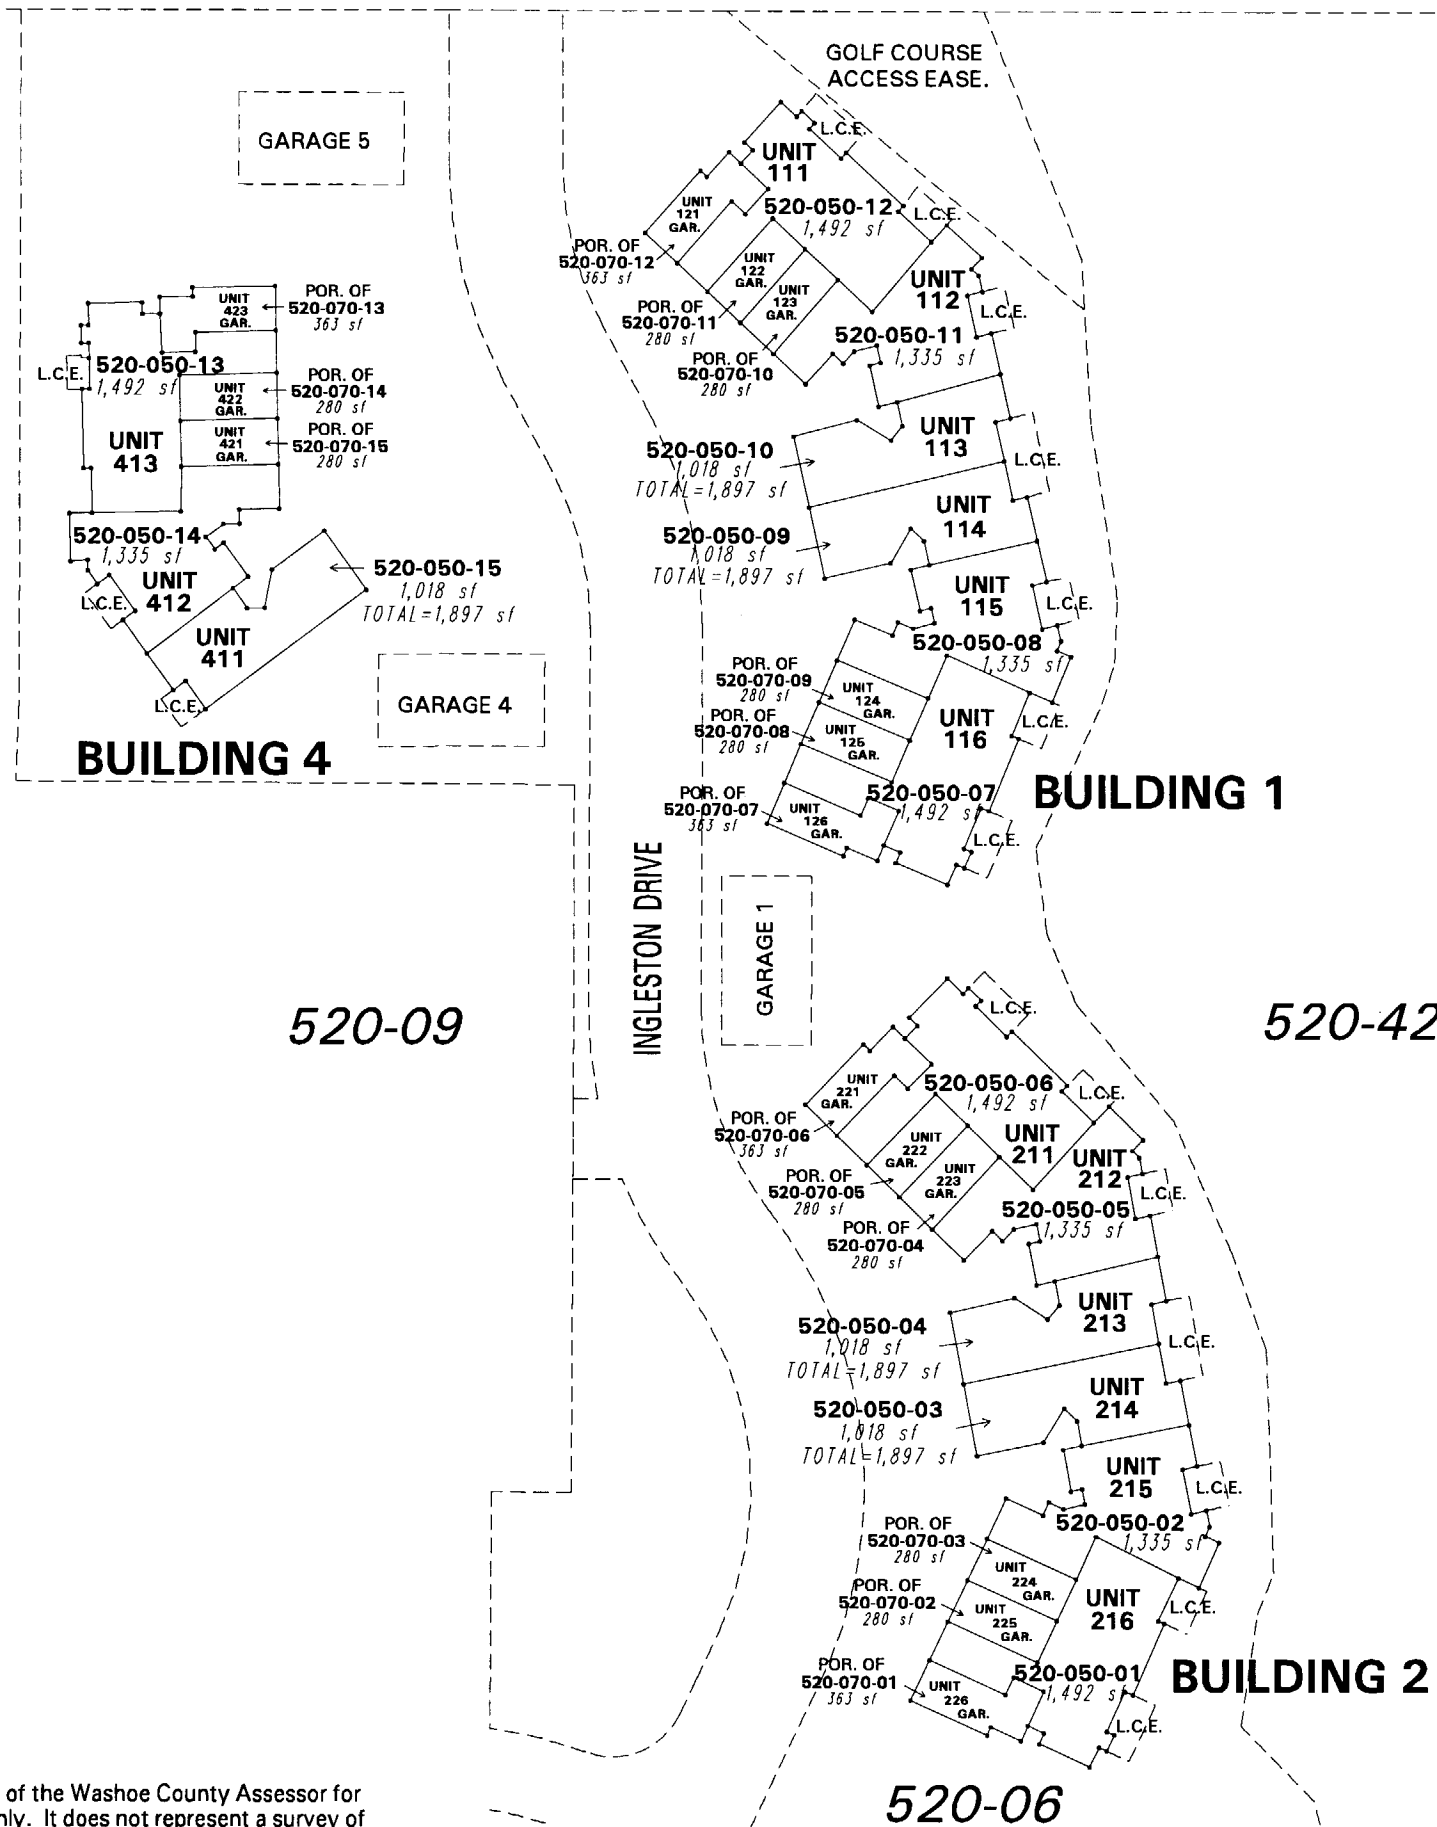 GOLF COURSE
ACCESS EASE.
GARAGE 5
L.C.E.
UNIT
111
UNIT
121
GAR.
520-050-12
1,492 sf
L.C.E.
POR. OF
520-070-12
363 sf
UNIT
122
GAR.
UNIT
123
GAR.
UNIT
112
L.C.E.
POR. OF
520-070-11
280 sf
520-050-11
1,335 sf
POR. OF
520-070-10
280 sf
UNIT
423
GAR.
POR. OF
520-070-13
363 sf
L.C.E.
520-050-13
1,492 sf
UNIT
422
GAR.
POR. OF
520-070-14
280 sf
UNIT
413
UNIT
421
GAR.
POR. OF
520-070-15
280 sf
520-050-10
1,018 sf
TOTAL=1,897 sf
UNIT
113
L.C.E.
520-050-09
1,018 sf
TOTAL=1,897 sf
UNIT
114
520-050-14
1,335 sf
UNIT
412
L.C.E.
520-050-15
1,018 sf
TOTAL=1,897 sf
UNIT
411
L.C.E.
UNIT
115
L.C.E.
520-050-08
1,335 sf
POR. OF
520-070-09
280 sf
UNIT
124
GAR.
GARAGE 4
POR. OF
520-070-08
280 sf
UNIT
125
GAR.
UNIT
116
L.C.E.
BUILDING 4
POR. OF
520-070-07
363 sf
UNIT
126
GAR.
520-050-07
1,492 sf
BUILDING 1
L.C.E.
INGLESTON DRIVE
GARAGE 1
520-09
520-42
L.C.E.
UNIT
221
GAR.
520-050-06
1,492 sf
L.C.E.
POR. OF
520-070-06
363 sf
UNIT
222
GAR.
UNIT
223
GAR.
UNIT
211
UNIT
212
L.C.E.
POR. OF
520-070-05
280 sf
520-050-05
1,335 sf
POR. OF
520-070-04
280 sf
UNIT
213
520-050-04
1,018 sf
TOTAL=1,897 sf
L.C.E.
UNIT
214
520-050-03
1,018 sf
TOTAL=1,897 sf
UNIT
215
L.C.E.
520-050-02
1,335 sf
POR. OF
520-070-03
280 sf
UNIT
224
GAR.
POR. OF
520-070-02
280 sf
UNIT
225
GAR.
UNIT
216
L.C.E.
POR. OF
520-070-01
363 sf
UNIT
226
GAR.
520-050-01
1,492 sf
BUILDING 2
L.C.E.
of the Washoe County Assessor for
nly. It does not represent a survey of
520-06